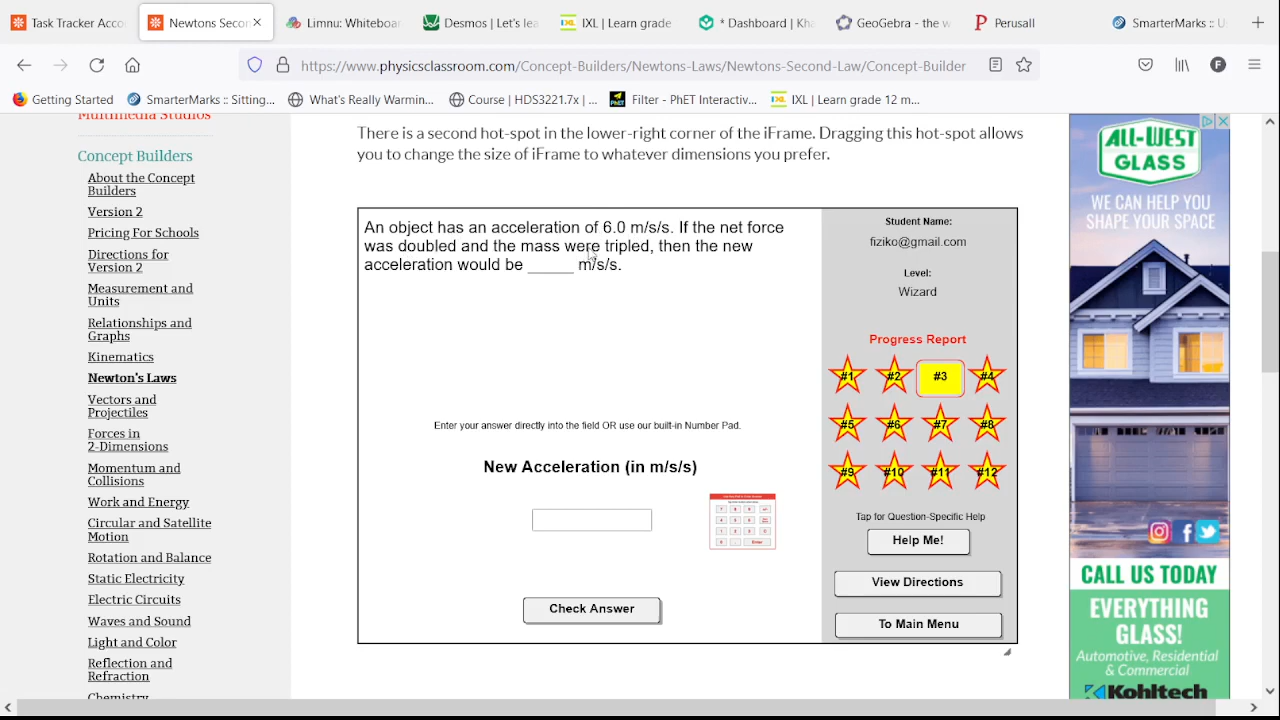 Task Tracker Acco
Newtons Secon
Limnu: Whiteboar
Desmos | Let's lea
IXL | Learn grade
* Dashboard | Kha
GeoGebra - the w
Perusall
SmarterMarks :: U
https://www.physicsclassroom.com/Concept-Builders/Newtons-Laws/Newtons-Second-Law/Concept-Builder
F
Getting Started
SmarterMarks :: Sitting...
What's Really Warmin...
Course | HDS3221.7x | ...
Filter - PhET Interactiv...
IXL | Learn grade 12 m...
Multimedia Studios
Concept Builders
About the Concept
Builders
Version 2
Pricing For Schools
Directions for
Version 2
Measurement and
Units
Relationships and
Graphs
Kinematics
Newton's Laws
Vectors and
Projectiles
Forces in
2-Dimensions
Momentum and
Collisions
Work and Energy
Circular and Satellite
Motion
Rotation and Balance
Static Electricity
Electric Circuits
Waves and Sound
Light and Color
Reflection and
Refraction
Chemistry
There is a second hot-spot in the lower-right corner of the iFrame. Dragging this hot-spot allows
you to change the size of iFrame to whatever dimensions you prefer.
An object has an acceleration of 6.0 m/s/s. If the net force
was doubled and the mass were tripled, then the new
acceleration would be _____ m/s/s.
Enter your answer directly into the field OR use our built-in Number Pad.
New Acceleration (in m/s/s)
Check Answer
Student Name:
fiziko@gmail.com
Level:
Wizard
Progress Report
#1 #2 #3 #4
#5 #6 #7 #8
#9 #10 #11 #12
Tap for Question-Specific Help
Help Me!
View Directions
To Main Menu
ALL-WEST
GLASS
WE CAN HELP YOU
SHAPE YOUR SPACE
CALL US TODAY
EVERYTHING
GLASS!
Automotive, Residential
& Commercial
Kohltech